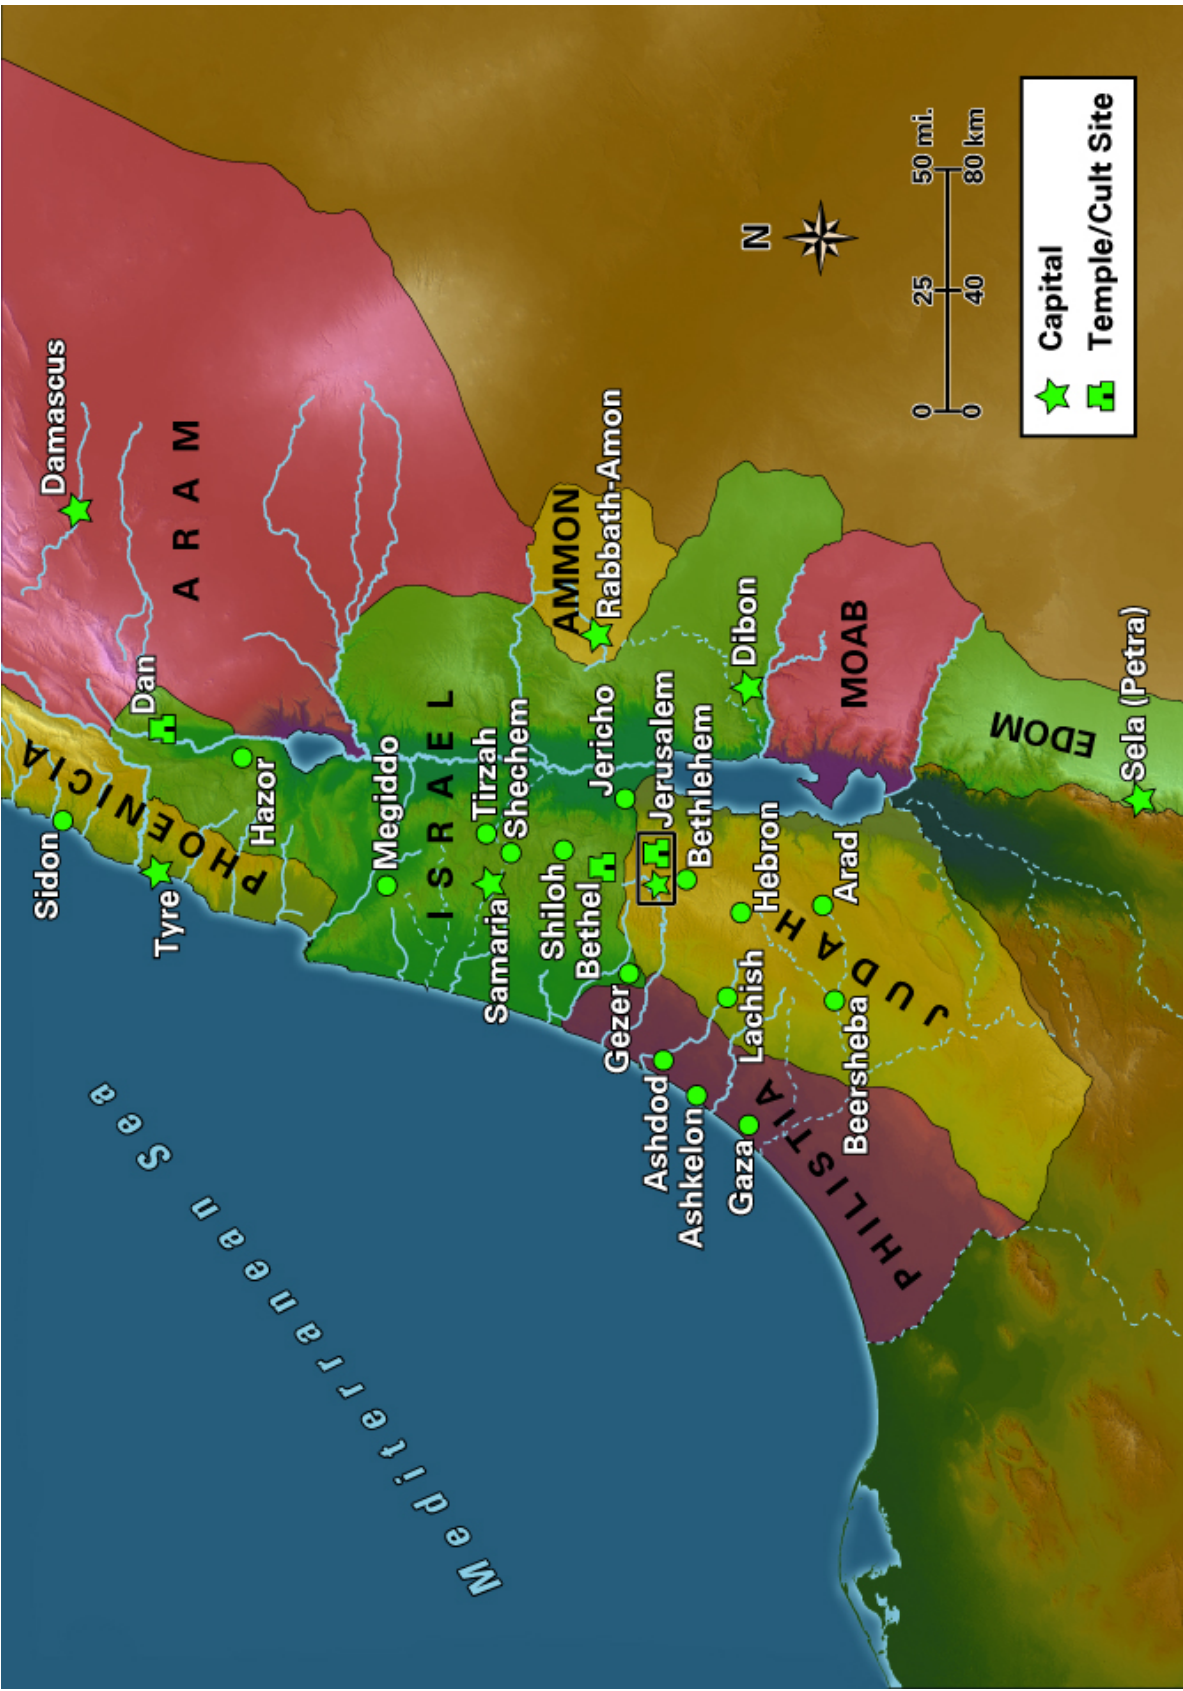 Damascus
ARAM
Sidon
PHOENICIA
Tyre
Dan
Hazor
Megiddo
ISRAEL
Tirzah
Shechem
Samaria
Shiloh
Bethel
Jericho
AMMON
Rabbath-Amon
Jerusalem
Bethlehem
Gezer
Ashdod
Ashkelon
Gaza
PHILISTIA
Lachish
Hebron
Arad
Beersheba
JUDAH
Dibon
MOAB
EDOM
Sela (Petra)
Mediterranean Sea
N
0 25 50 mi.
0 40 80 km
Capital
Temple/Cult Site